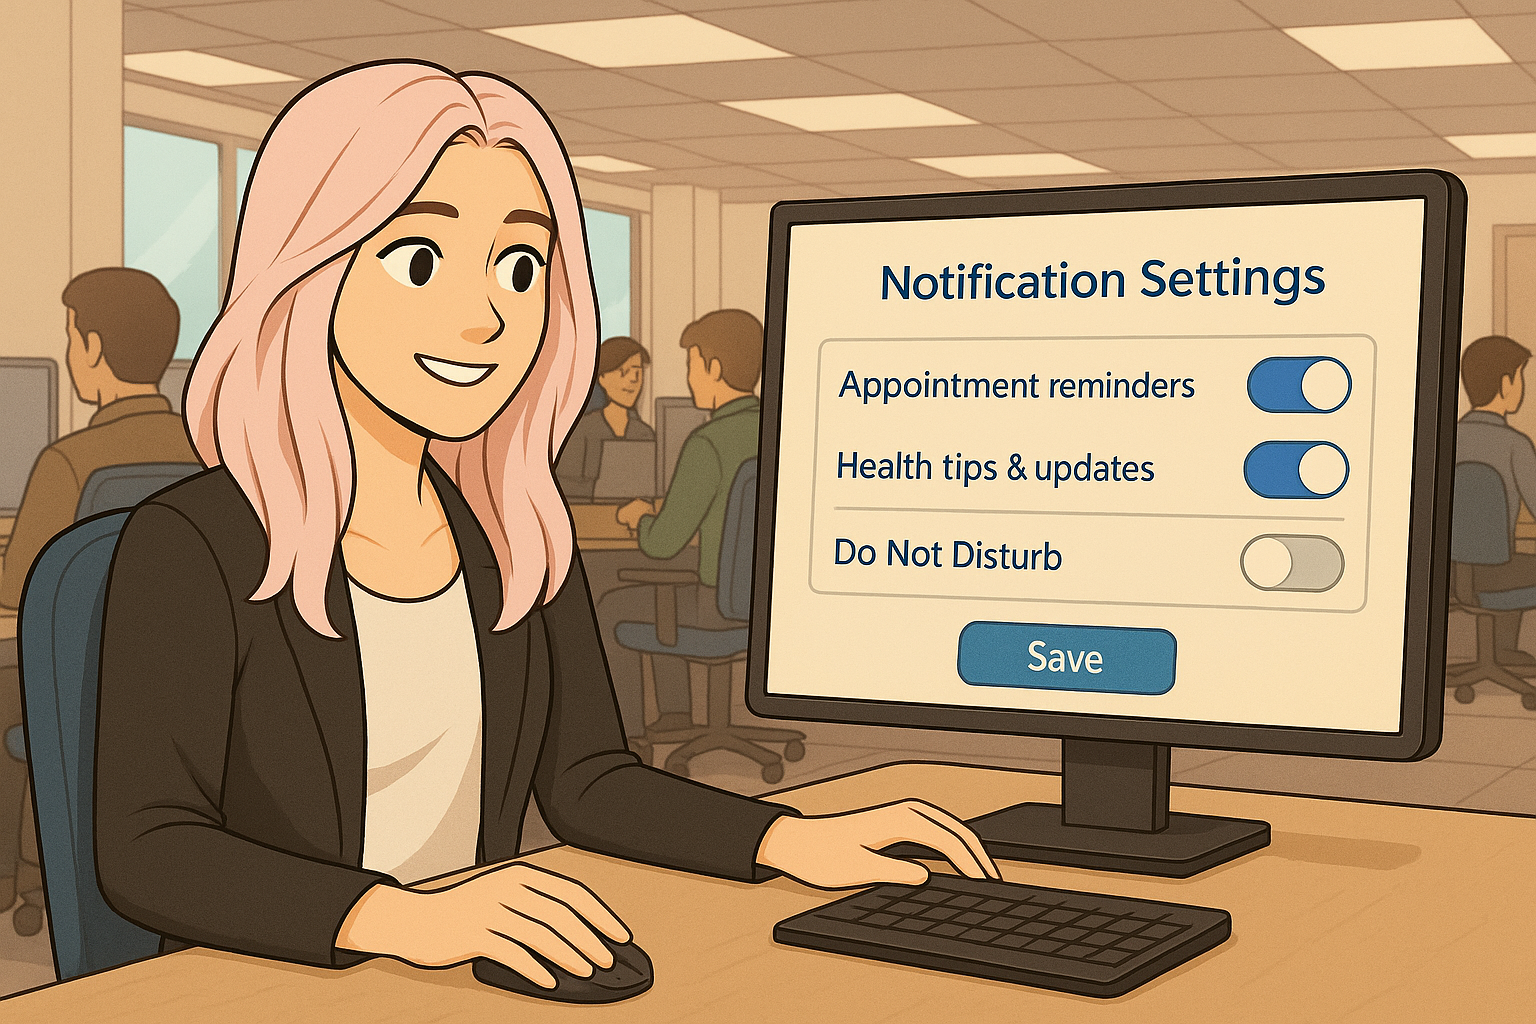 Notification Settings
Appointment reminders
Health tips & updates
Do Not Disturb
Save